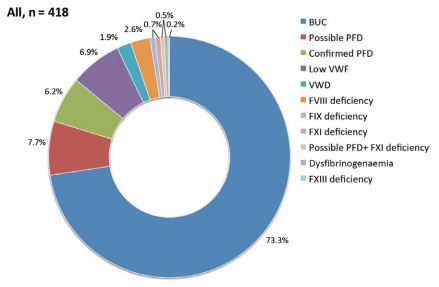 All, n = 418
0.5%
0.7%
0.2%
2.6%
1.9%
6.9%
6.2%
7.7%
73.3%
BUC
Possible PFD
Confirmed PFD
Low VWF
VWD
FVIII deficiency
FIX deficiency
FXI deficiency
Possible PFD+ FXI deficiency
Dysfibrinogenaemia
FXIII deficiency